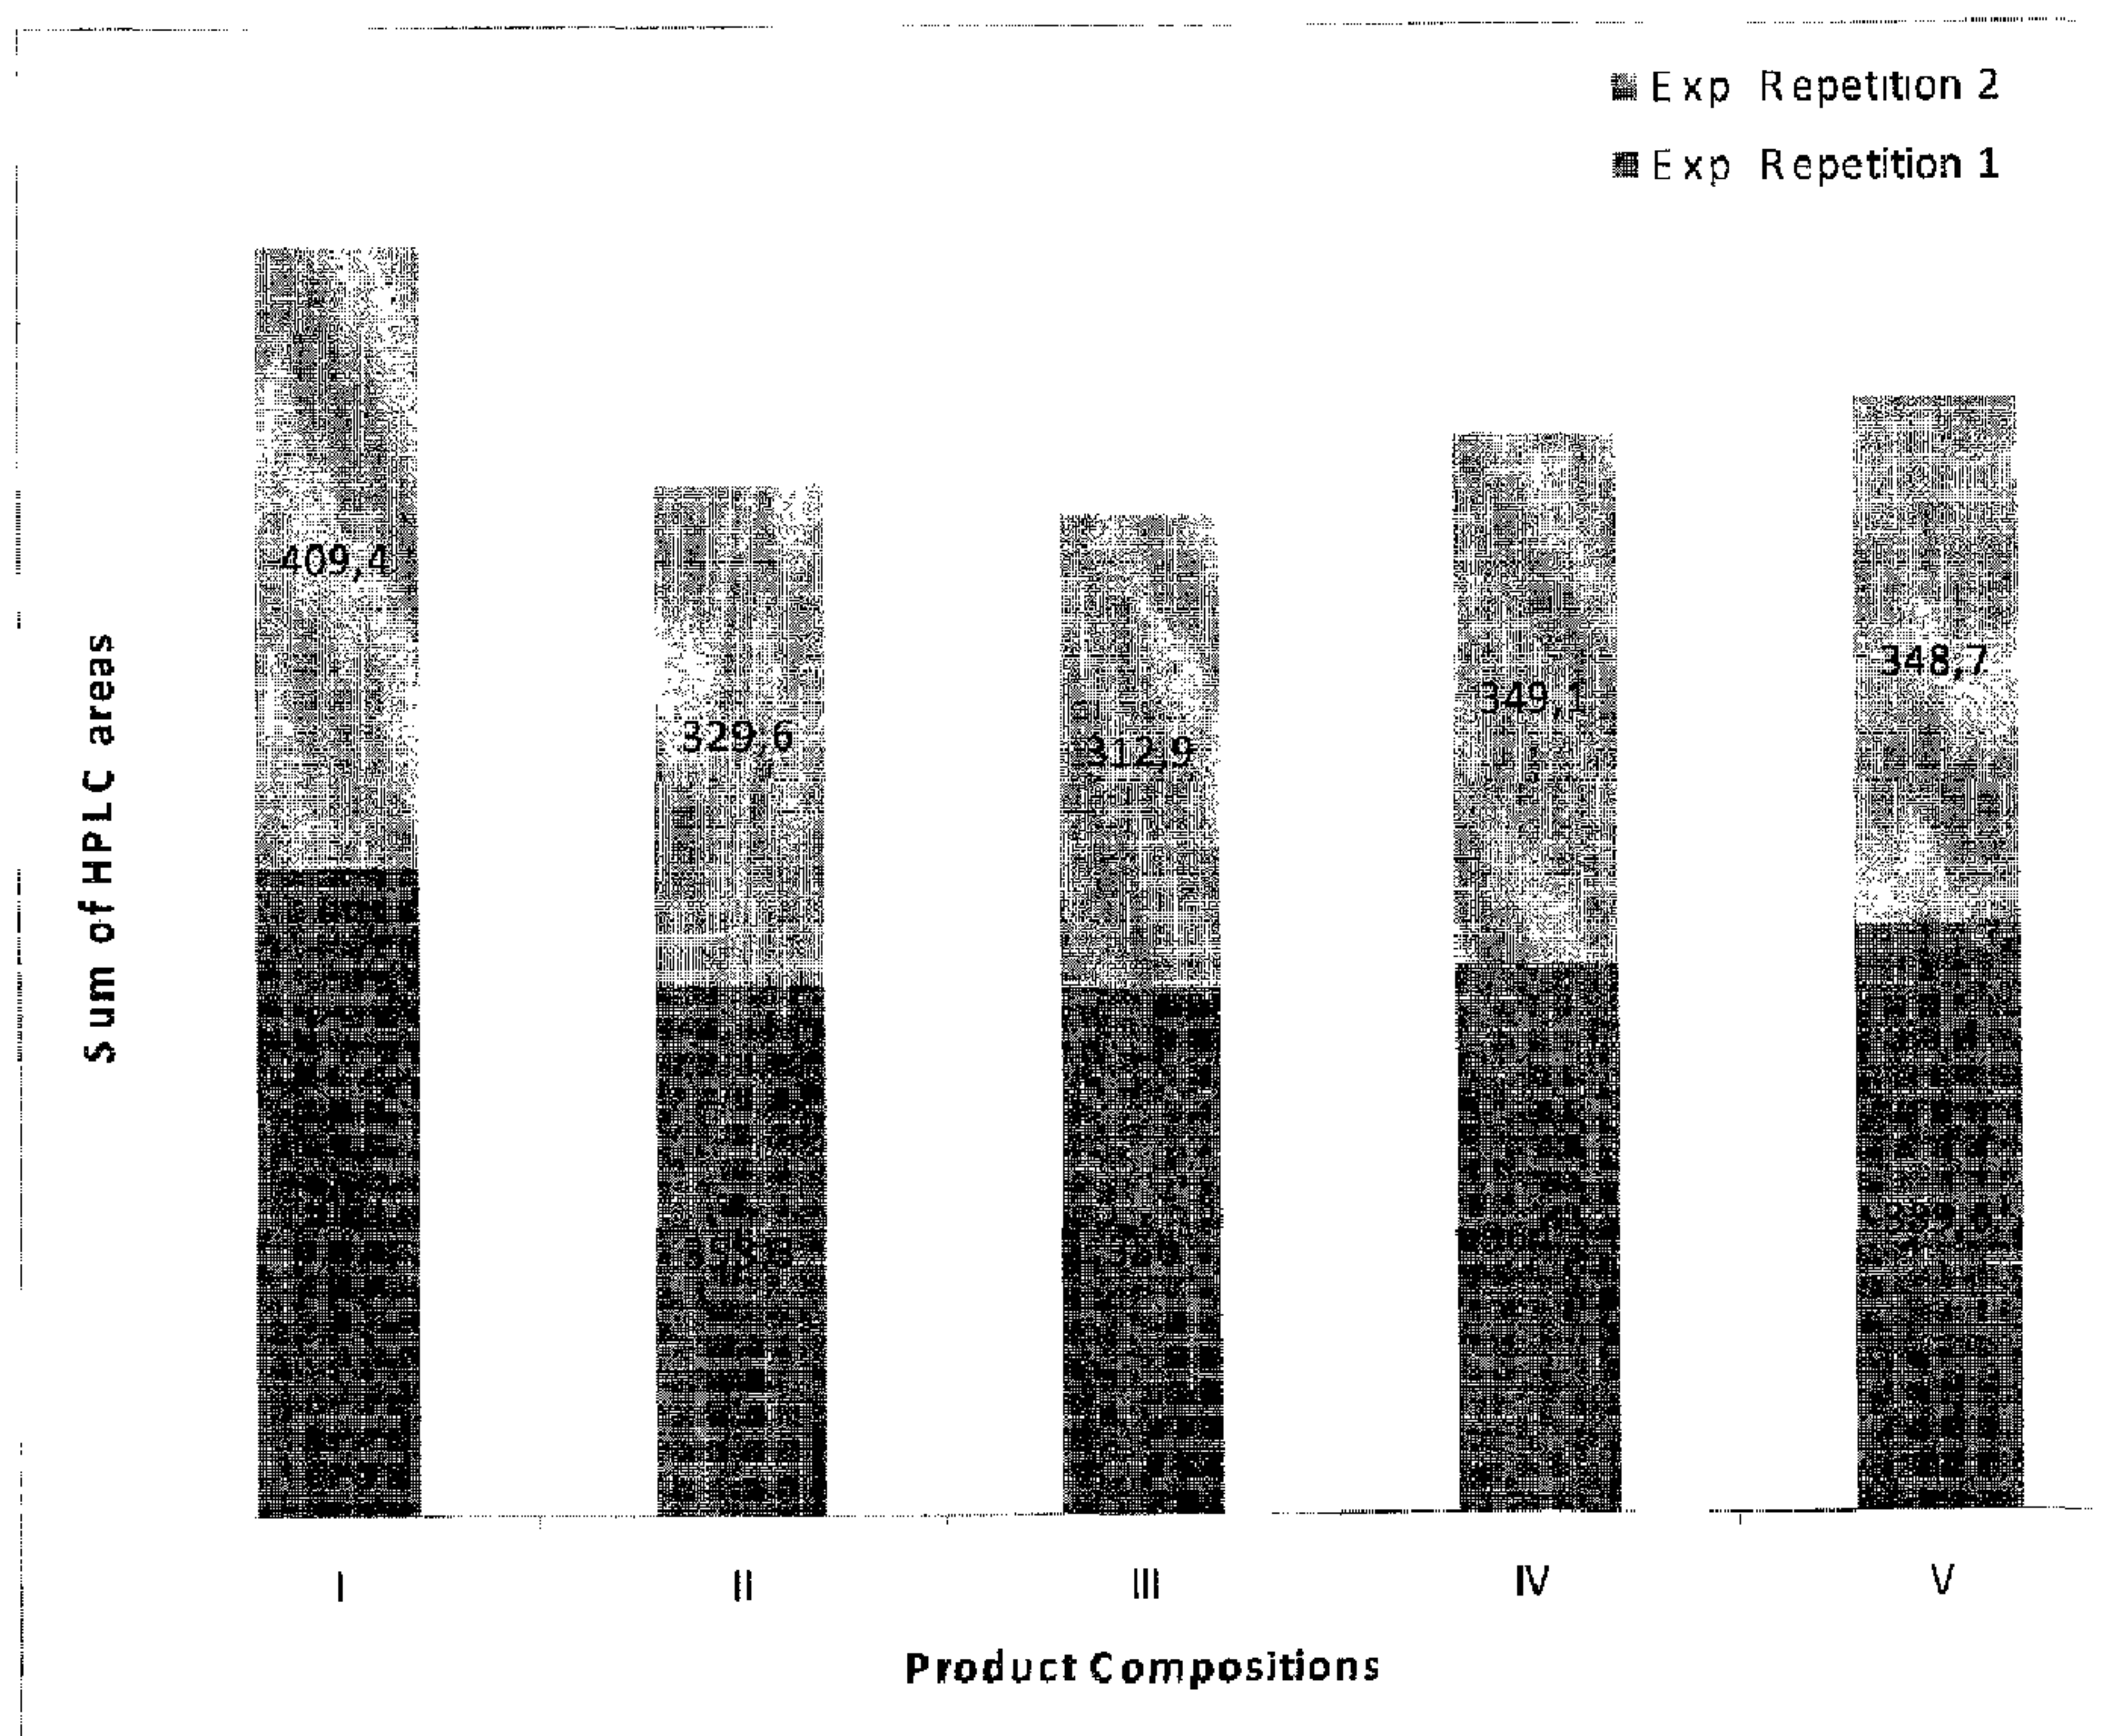 Exp Repetition 2
Exp Repetition 1
409,4
329,6
312,9
349,1
348,7
Sum of HPLC areas
I
II
III
IV
V
Product Compositions